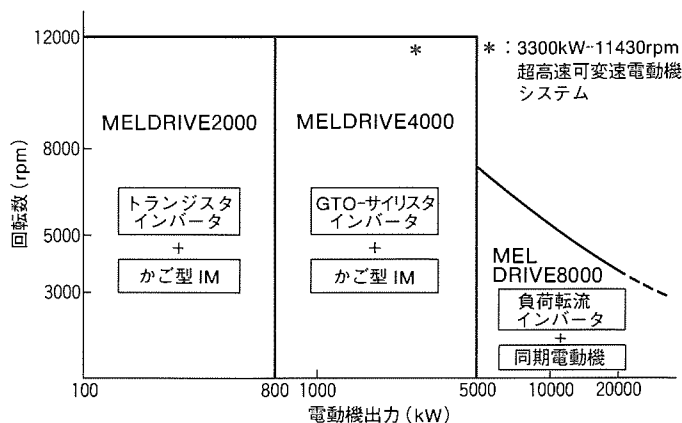 12000
8000
5000
3000
回転数(rpm)
MELDRIVE2000
トランジスタ
インバータ
+
かご型 IM
*
MELDRIVE4000
GTO-サイリスタ
インバータ
+
かご型 IM
*:3300kW-11430rpm
超高速可変速電動機
システム
MEL
DRIVE8000
負荷転流
インバータ
+
同期電動機
100 800 1000 5000 10000 20000
電動機出力(kW)